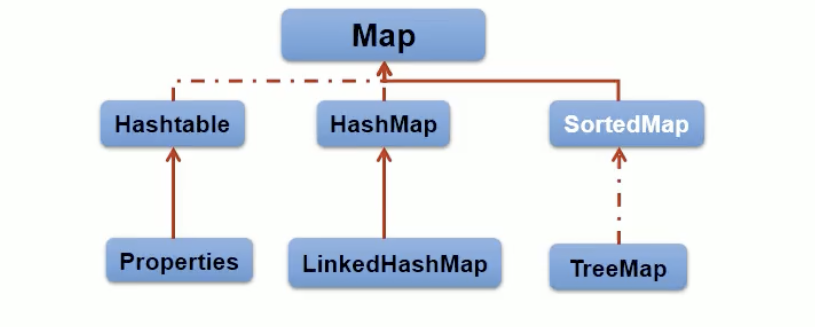 Map
Hashtable
HashMap
SortedMap
Properties
LinkedHashMap
TreeMap